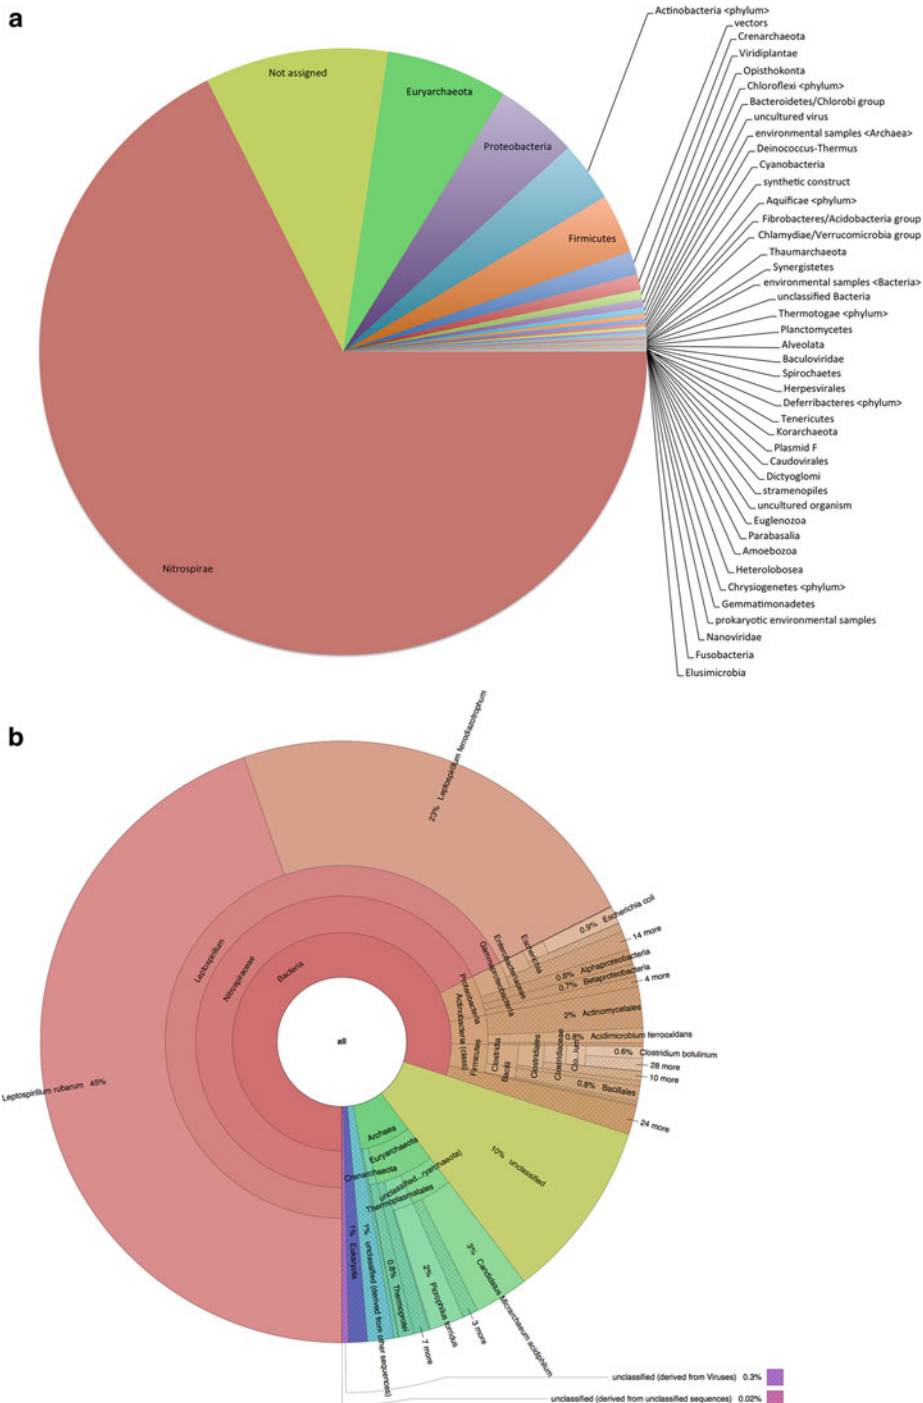 a
Actinobacteria <phylum>
vectors
Crenarchaeota
Viridiplantae
Opisthokonta
Chloroflexi <phylum>
Bacteroidetes/Chlorobi group
uncultured virus
environmental samples <Archaea>
Deinococcus-Thermus
Cyanobacteria
synthetic construct
Aquificae <phylum>
Fibrobacteres/Acidobacteria group
Chlamydiae/Verrucomicrobia group
Thaumarchaeota
Synergistetes
environmental samples <Bacteria>
unclassified Bacteria
Thermotogae <phylum>
Planctomycetes
Alveolata
Baculoviridae
Spirochaetes
Herpesvirales
Deferribacteres <phylum>
Tenericutes
Korarchaeota
Plasmid F
Caudovirales
Dictyoglomi
stramenopiles
uncultured organism
Euglenozoa
Parabasalia
Amoebozoa
Heterolobosea
Chrysiogenetes <phylum>
Gemmatimonadetes
prokaryotic environmental samples
Nanoviridae
Fusobacteria
Elusimicrobia
Not assigned
Euryarchaeota
Proteobacteria
Firmicutes
Nitrospirae
b
23% Leptospirillum ferrodiazotrophum
Leptospirillum rubarum 45%
Leptospirillum
Nitrospiraceae
Bacteria
all
Proteobacteria
Gammaproteobacteria
Enterobacteriaceae
Escherichia
0.9% Escherichia coli
14 more
0.8% Alphaproteobacteria
0.7% Betaproteobacteria
4 more
Actinobacteria (class)
2% Actinomycetales
0.8% Acidimicrobium ferrooxidans
Firmicutes
Clostridia
Bacilli
Clostridiales
Clostridiaceae
Clo...ium
0.6% Clostridium botulinum
28 more
10 more
0.8% Bacillales
24 more
10% unclassified
Archaea
Euryarchaeota
Crenarchaeota
unclassified...ryarchaeota)
Thermoplasmatales
3% Candidatus Micrarchaeum acidiphilum
3 more
2% Picrophilus torridus
7 more
0.8% Thermoprotei
1% unclassified (derived from other sequences)
1% Eukaryota
unclassified (derived from Viruses) 0.3%
unclassified (derived from unclassified sequences) 0.02%